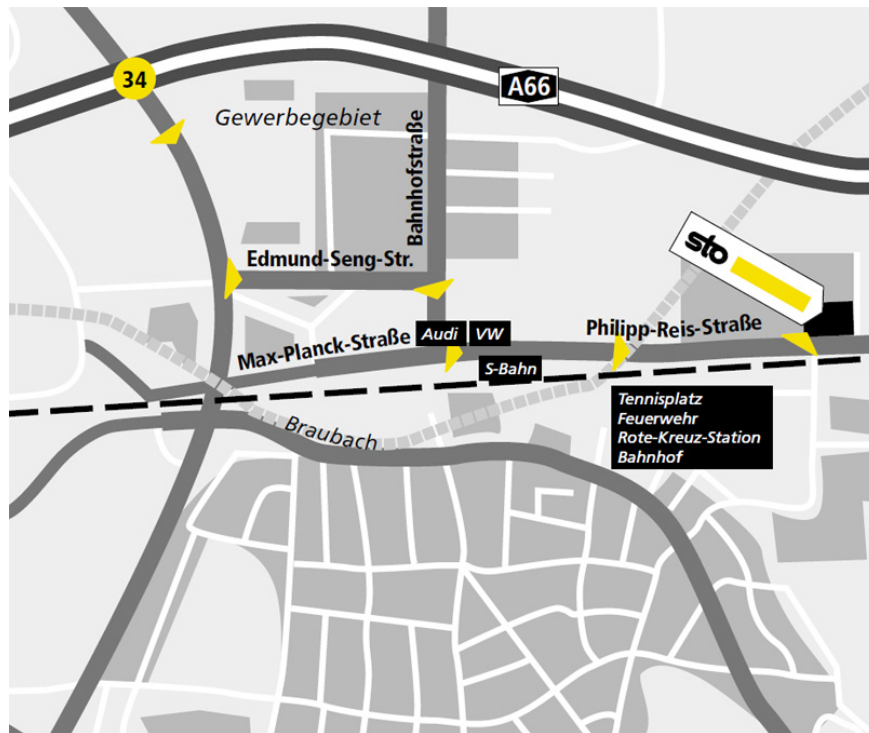 34
A66
Gewerbegebiet
Bahnhofstraße
sto
Edmund-Seng-Str.
Philipp-Reis-Straße
Audi
VW
Max-Planck-Straße
S-Bahn
Tennisplatz
Feuerwehr
Rote-Kreuz-Station
Bahnhof
Braubach